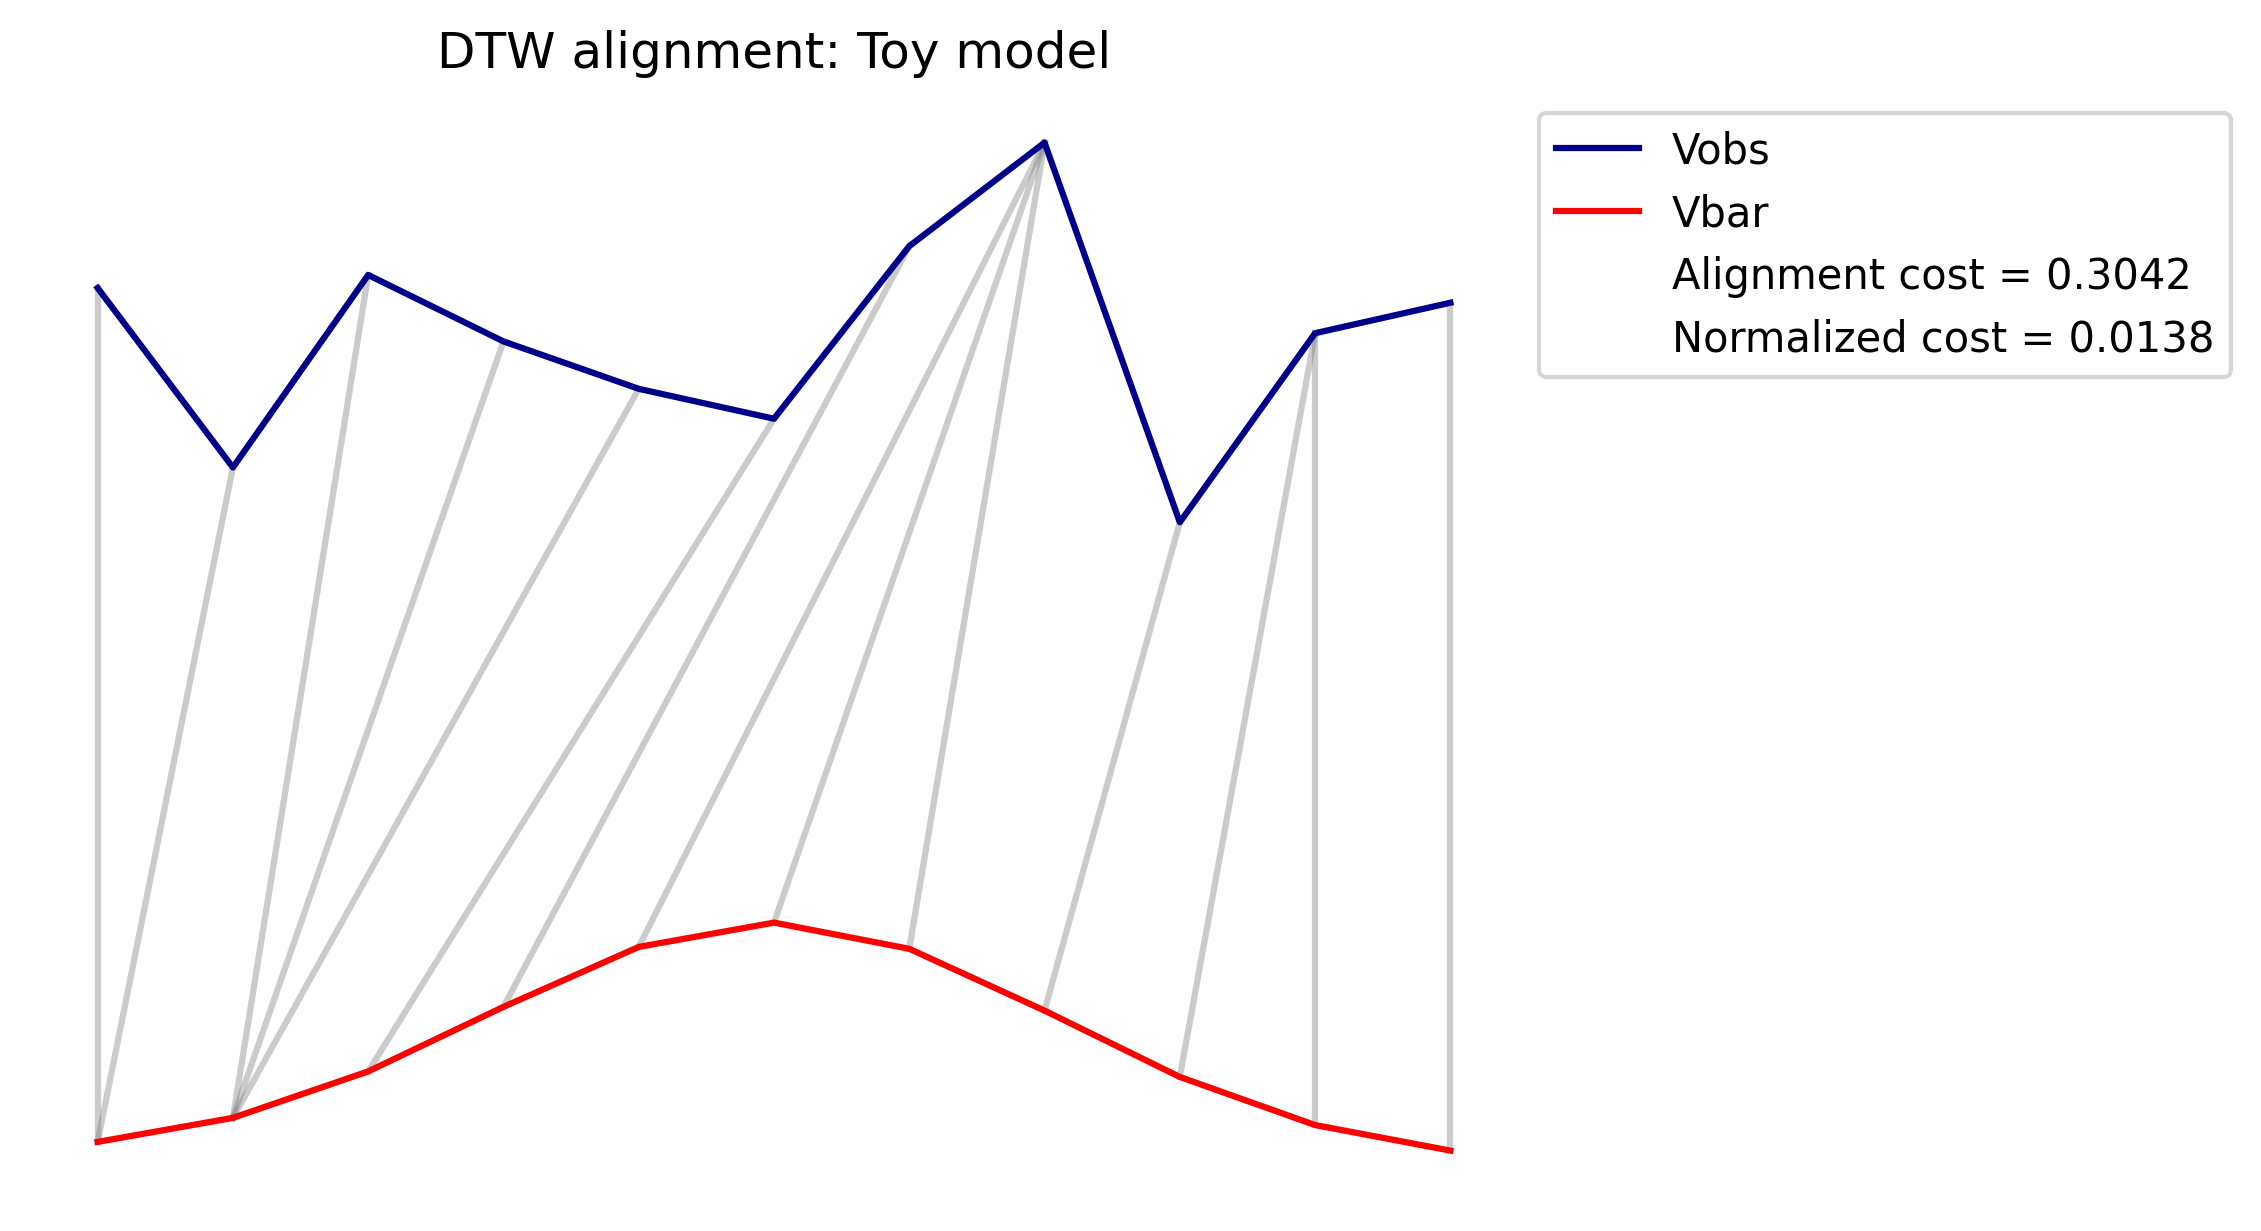 DTW alignment: Toy model
Vobs
Vbar
Alignment cost = 0.3042
Normalized cost = 0.0138